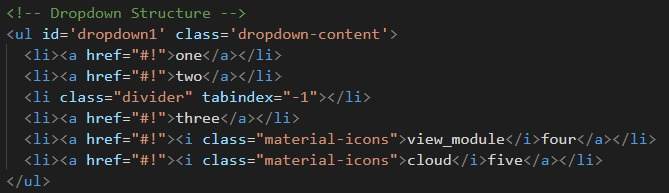 <!-- Dropdown Structure -->
<ul id='dropdown1' class='dropdown-content'>
  <li><a href="#!">one</a></li>
  <li><a href="#!">two</a></li>
  <li class="divider" tabindex="-1"></li>
  <li><a href="#!">three</a></li>
  <li><a href="#!"><i class="material-icons">view_module</i>four</a></li>
  <li><a href="#!"><i class="material-icons">cloud</i>five</a></li>
</ul>